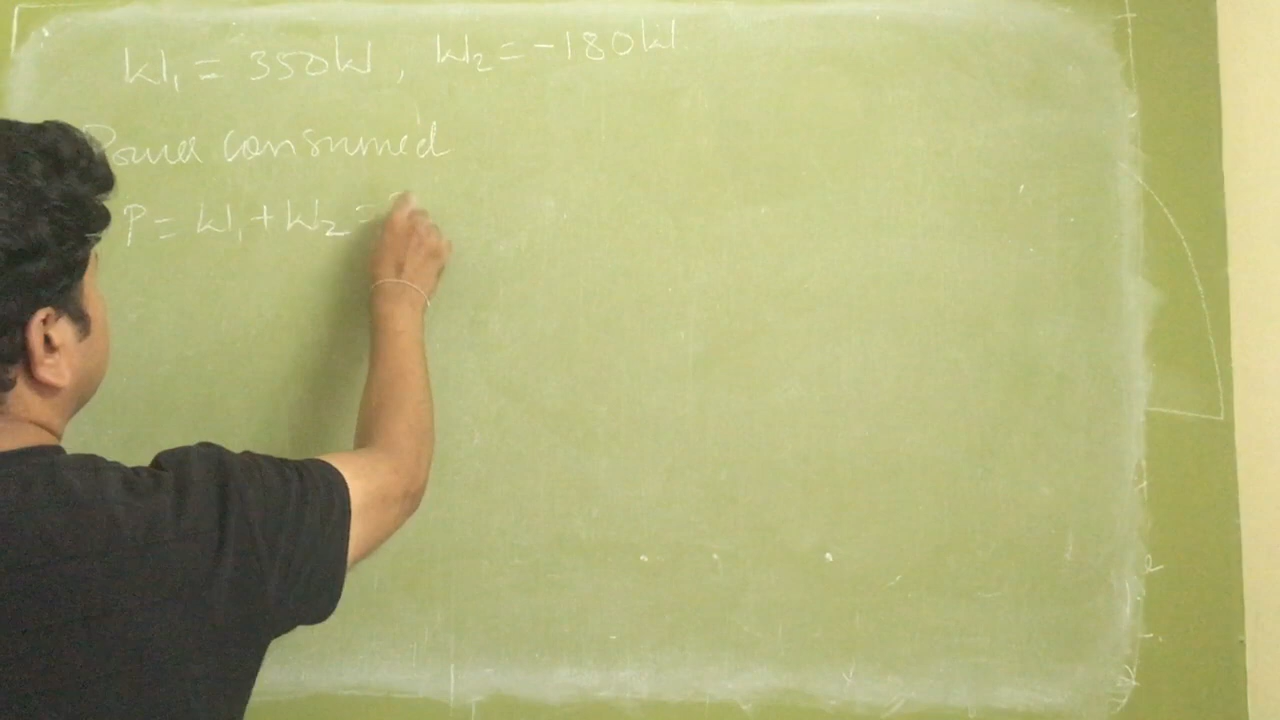 W₁ = 350W, W₂ = -180W
Power consumed
P = W₁ + W₂ =